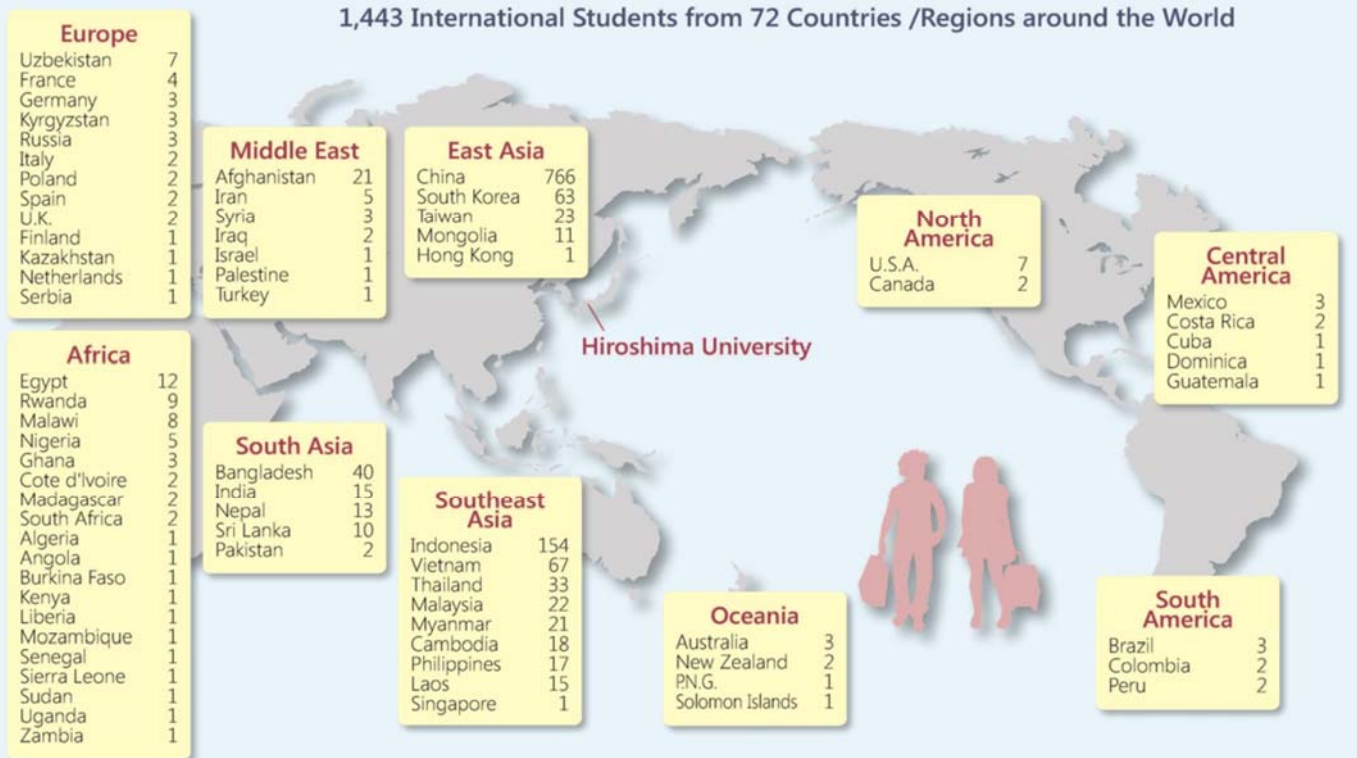 1,443 International Students from 72 Countries /Regions around the World
Europe
Uzbekistan 7
France 4
Germany 3
Kyrgyzstan 3
Russia 3
Italy 2
Poland 2
Spain 2
U.K. 2
Finland 1
Kazakhstan 1
Netherlands 1
Serbia 1
Middle East
Afghanistan 21
Iran 5
Syria 3
Iraq 2
Israel 1
Palestine 1
Turkey 1
East Asia
China 766
South Korea 63
Taiwan 23
Mongolia 11
Hong Kong 1
North
America
U.S.A. 7
Canada 2
Central
America
Mexico 3
Costa Rica 2
Cuba 1
Dominica 1
Guatemala 1
Hiroshima University
Africa
Egypt 12
Rwanda 9
Malawi 8
Nigeria 5
Ghana 3
Cote d'Ivoire 2
Madagascar 2
South Africa 2
Algeria 1
Angola 1
Burkina Faso 1
Kenya 1
Liberia 1
Mozambique 1
Senegal 1
Sierra Leone 1
Sudan 1
Uganda 1
Zambia 1
South Asia
Bangladesh 40
India 15
Nepal 13
Sri Lanka 10
Pakistan 2
Southeast
Asia
Indonesia 154
Vietnam 67
Thailand 33
Malaysia 22
Myanmar 21
Cambodia 18
Philippines 17
Laos 15
Singapore 1
Oceania
Australia 3
New Zealand 2
P.N.G. 1
Solomon Islands 1
South
America
Brazil 3
Colombia 2
Peru 2